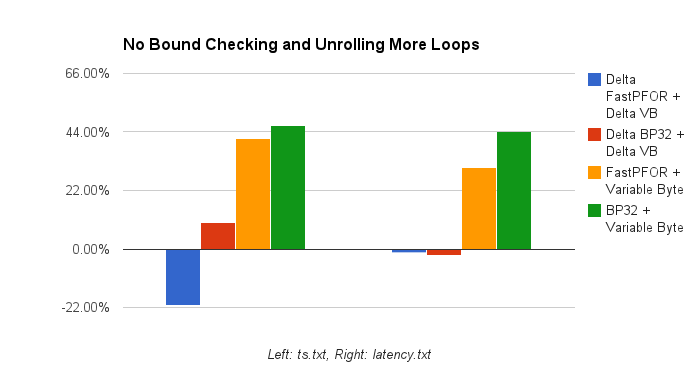 No Bound Checking and Unrolling More Loops
66.00%
44.00%
22.00%
0.00%
-22.00%
Delta
FastPFOR +
Delta VB
Delta BP32 +
Delta VB
FastPFOR +
Variable Byte
BP32 +
Variable Byte
Left: ts.txt, Right: latency.txt